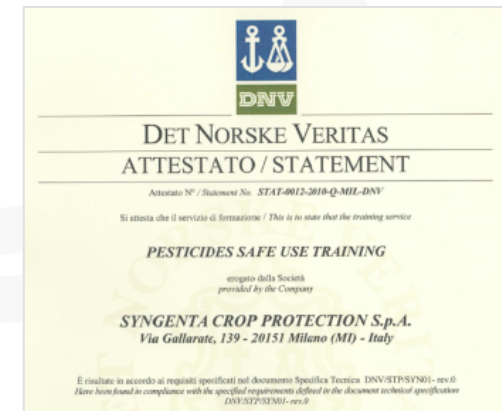 DNV
DET NORSKE VERITAS
ATTESTATO / STATEMENT
Attestato N° / Statement No. STAT-0012-2010-Q-MIL-DNV
Si attesta che il servizio di formazione / This is to state that the training service
PESTICIDES SAFE USE TRAINING
erogato dalla Società
provided by the Company
SYNGENTA CROP PROTECTION S.p.A.
Via Gallarate, 139 - 20151 Milano (MI) - Italy
È risultato in accordo ai requisiti specificati nel documento Specifica Tecnica DNV/STP/SYN01- rev.0
Have been found in compliance with the specified requirements defined in the document technical specification
DNV/STP/SYN01- rev.0